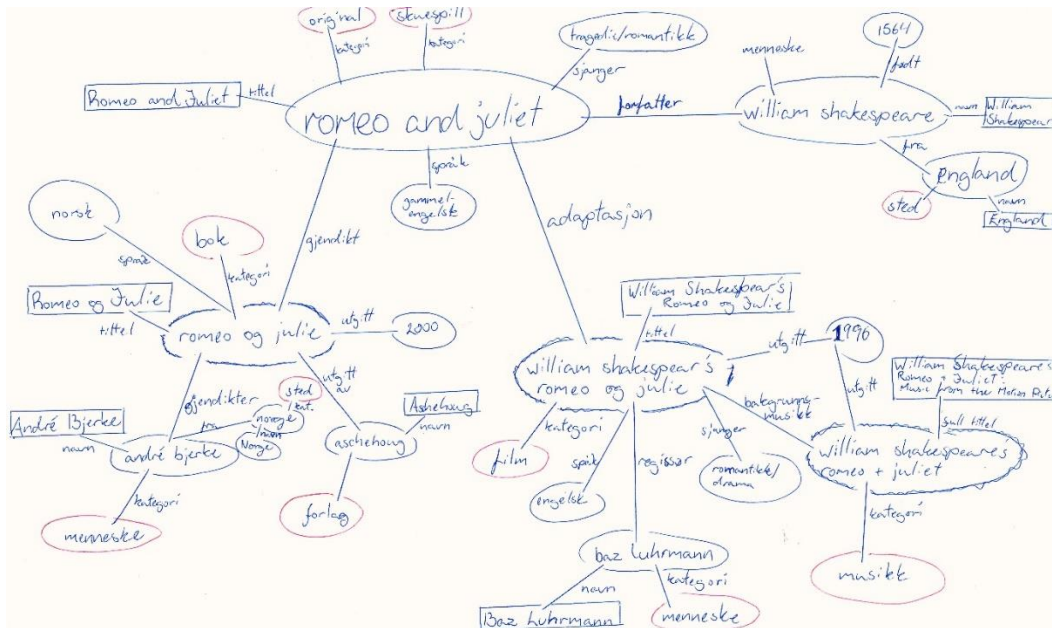 original
skuespill
kategori
kategori
tragedie/romantikk
sjanger
menneske
1564
født
Romeo and Juliet
tittel
romeo and juliet
forfatter
william shakespeare
navn
William
Shakespear
fra
England
sted
navn
England
språk
gammel-
engelsk
gjendikt
adaptasjon
norsk
språk
bok
kategori
Romeo og Julie
tittel
romeo og julie
utgitt
2000
utgitt
av
gjendikter
André Bjerke
navn
andré bjerke
fra
sted
kat.
norge
navn
Norge
Ashehoug
navn
aschehoug
kategori
menneske
forlag
William Shakespear's
Romeo og Julie
tittel
william shakespear's
romeo og julie
utgitt
1996
utgitt
William Shakespeare's
Romeo + Juliet:
Music from the Motion
full tittel
william shakespeares
romeo + juliet
kategori
musikk
musikk
sjanger
romantikk/
drama
kategori
film
språk
engelsk
regissør
baz luhrmann
navn
Baz Luhrmann
kategori
menneske